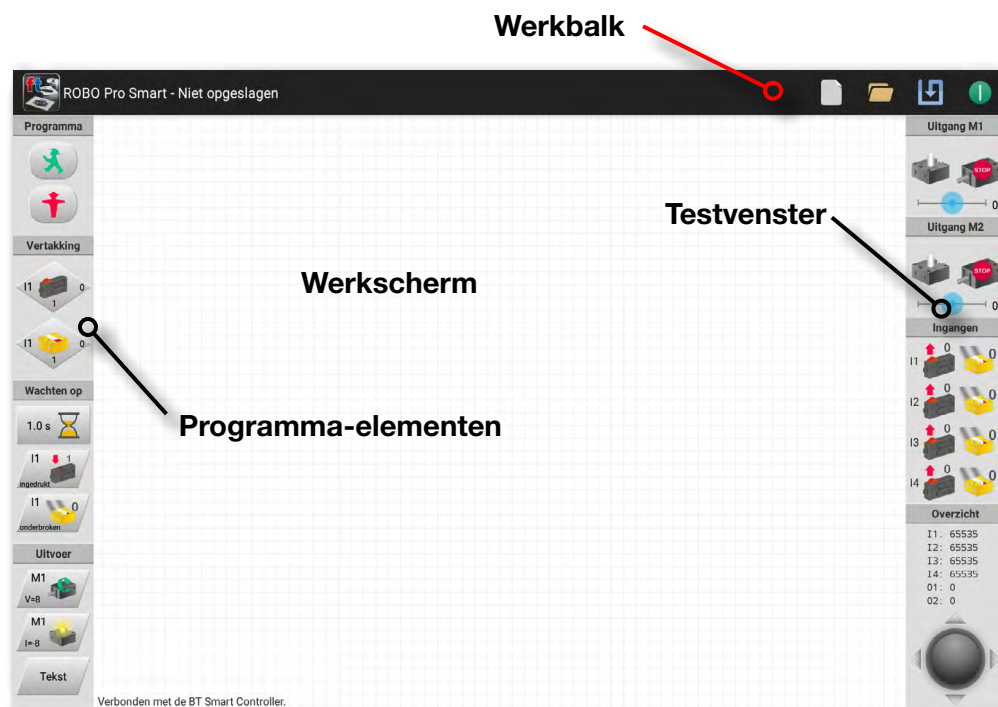 Werkbalk
ROBO Pro Smart - Niet opgeslagen
Programma
Vertakking
I1 0
1
I1 0
1
Wachten op
1.0 s
I1 1
ingedrukt
I1 0
onderbroken
Uitvoer
M1
V=8
M1
I=-8
Tekst
Werkscherm
Programma-elementen
Testvenster
Verbonden met de BT Smart Controller.
Uitgang M1
STOP
0
Uitgang M2
STOP
0
Ingangen
I1 0 0
I2 0 0
I3 0 0
I4 0 0
Overzicht
I1: 65535
I2: 65535
I3: 65535
I4: 65535
O1: 0
O2: 0